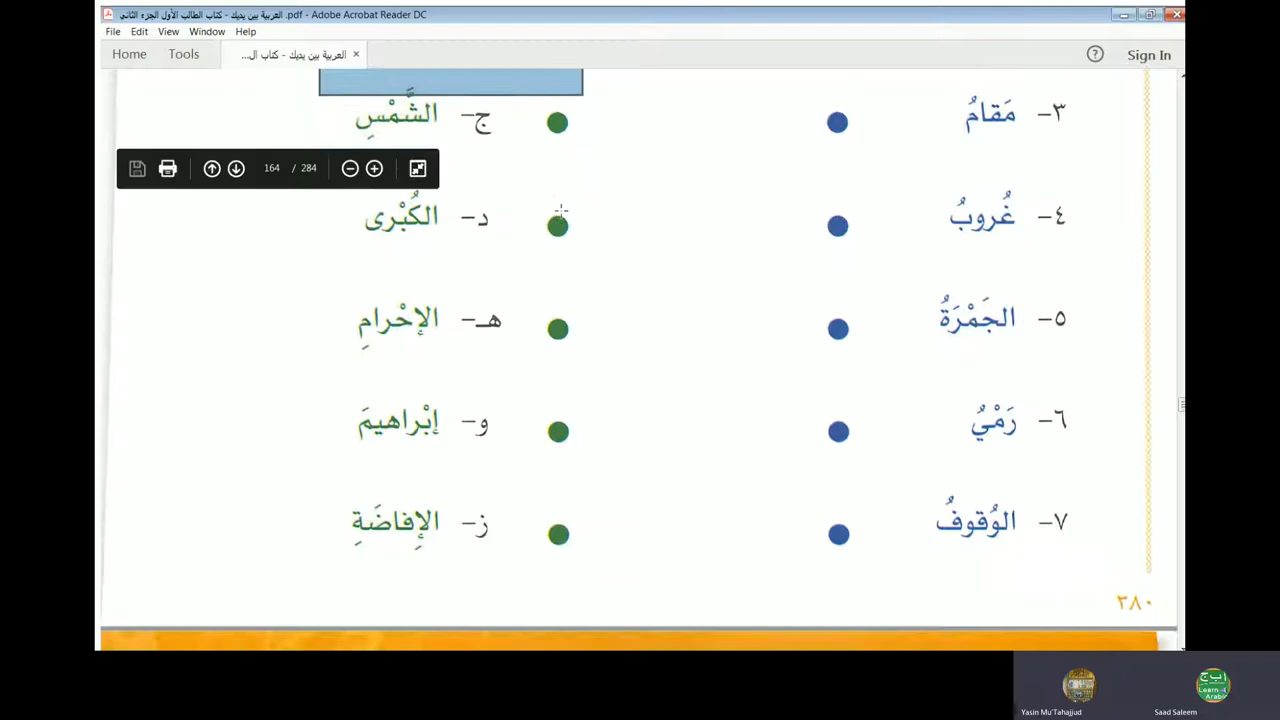 العربية بين يديك - كتاب الطالب الأول الجزء الثاني .pdf - Adobe Acrobat Reader DC
File Edit View Window Help
Home Tools العربية بين يديك - كتاب ال... × ? Sign In
٣- مَقامُ ج- الشَّمْسِ
164 / 284
٤- غُروبُ د- الكُبْرى
٥- الجَمْرَةُ هـ- الإحْرامِ
٦- رَمْيُ و- إبْراهيمَ
٧- الوُقوفُ ز- الإفاضَةِ
٣٨٠
Yasin Mu'Tahajjud Saad Saleem